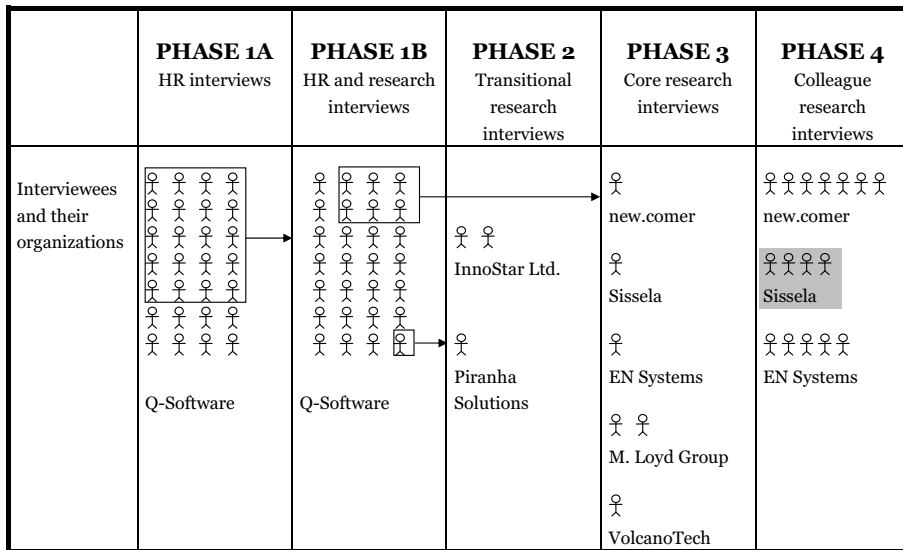 PHASE 1A
HR interviews
PHASE 1B
HR and research
interviews
PHASE 2
Transitional
research
interviews
PHASE 3
Core research
interviews
PHASE 4
Colleague
research
interviews
Interviewees
and their
organizations
Q-Software
Q-Software
InnoStar Ltd.
Piranha
Solutions
new.comer
Sissela
EN Systems
M. Loyd Group
VolcanoTech
new.comer
Sissela
EN Systems